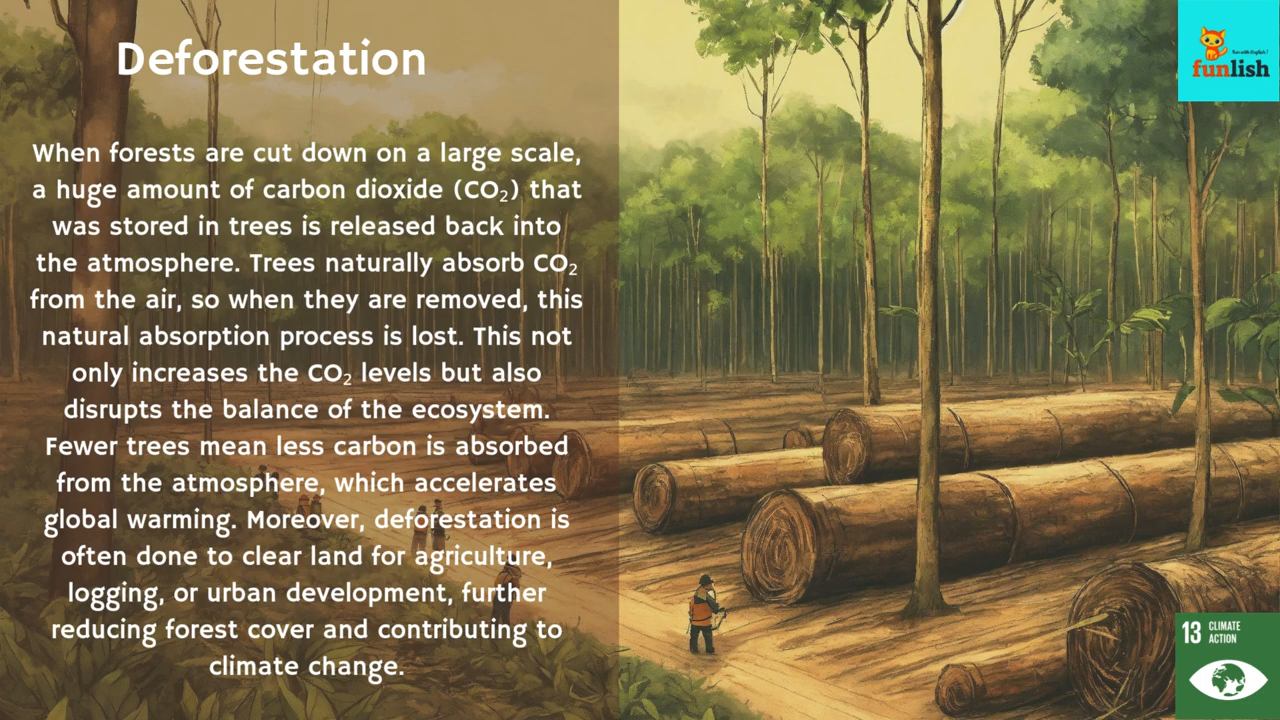 Deforestation
When forests are cut down on a large scale,
a huge amount of carbon dioxide (CO₂) that
was stored in trees is released back into
the atmosphere. Trees naturally absorb CO₂
from the air, so when they are removed, this
natural absorption process is lost. This not
only increases the CO₂ levels but also
disrupts the balance of the ecosystem.
Fewer trees mean less carbon is absorbed
from the atmosphere, which accelerates
global warming. Moreover, deforestation is
often done to clear land for agriculture,
logging, or urban development, further
reducing forest cover and contributing to
climate change.
fun with English!
funlish
13 CLIMATE
ACTION